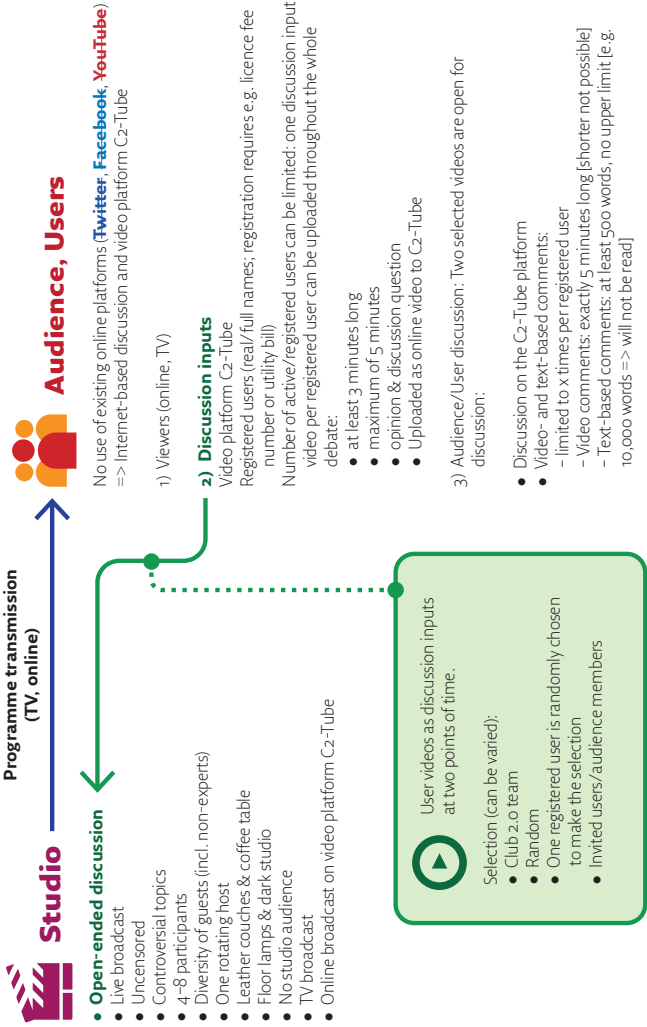 Studio
Programme transmission
(TV, online)
Audience, Users
• Open-ended discussion
• Live broadcast
• Uncensored
• Controversial topics
• 4–8 participants
• Diversity of guests (incl. non-experts)
• One rotating host
• Leather couches & coffee table
• Floor lamps & dark studio
• No studio audience
• TV broadcast
• Online broadcast on video platform C2-Tube
User videos as discussion inputs
at two points of time.
Selection (can be varied):
• Club 2.0 team
• Random
• One registered user is randomly chosen
to make the selection
• Invited users/audience members
No use of existing online platforms (Twitter, Facebook, YouTube)
=> Internet-based discussion and video platform C2-Tube
1) Viewers (online, TV)
2) Discussion inputs
Video platform C2-Tube
Registered users (real/full names; registration requires e.g. licence fee
number or utility bill)
Number of active/registered users can be limited: one discussion input
video per registered user can be uploaded throughout the whole
debate:
• at least 3 minutes long
• maximum of 5 minutes
• opinion & discussion question
• Uploaded as online video to C2-Tube
3) Audience/User discussion: Two selected videos are open for
discussion:
• Discussion on the C2-Tube platform
• Video- and text-based comments:
– limited to x times per registered user
– Video comments: exactly 5 minutes long [shorter not possible]
– Text-based comments: at least 500 words, no upper limit [e.g.
10,000 words => will not be read]